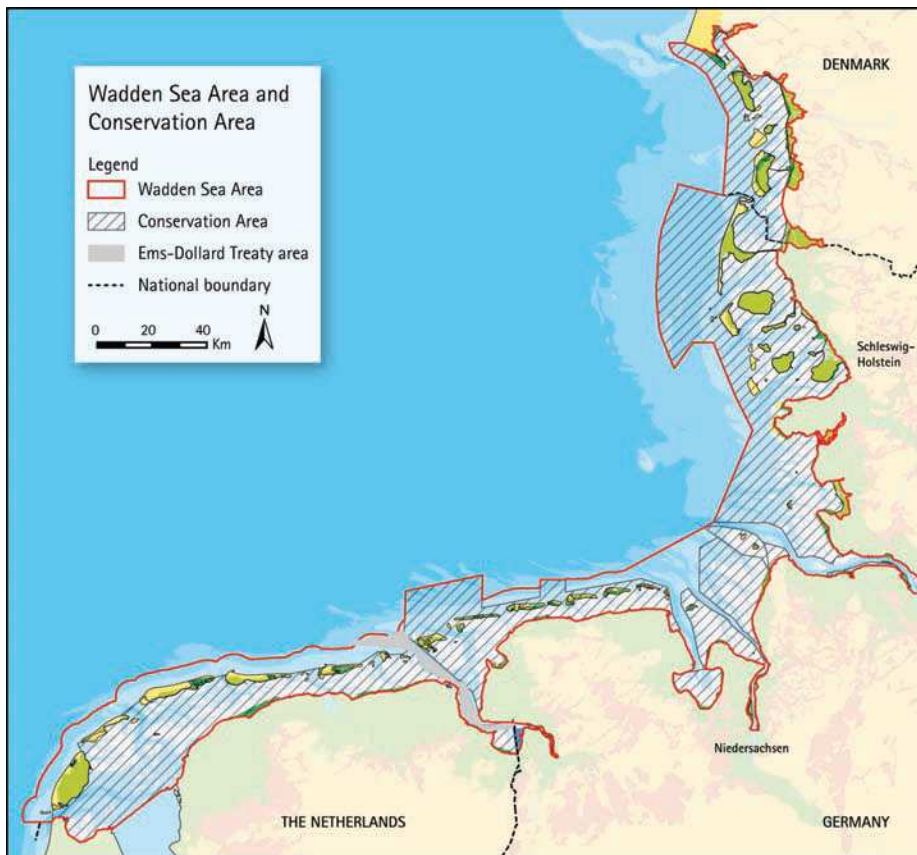 Wadden Sea Area and
Conservation Area
Legend
Wadden Sea Area
Conservation Area
Ems-Dollard Treaty area
National boundary
N
0 20 40
Km
DENMARK
Schleswig-
Holstein
Niedersachsen
THE NETHERLANDS
GERMANY